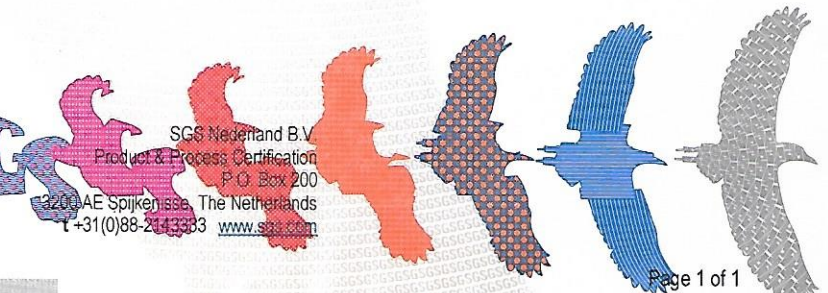 SGS Nederland B.V.
Product & Process Certification
P.O. Box 200
3200 AE Spijkenisse, The Netherlands
t +31(0)88-2143333 www.sgs.com
Page 1 of 1